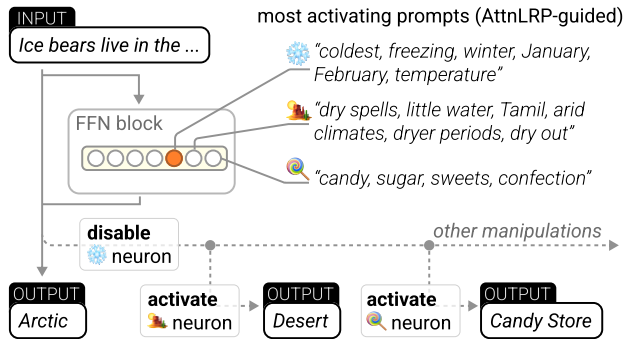 INPUT
Ice bears live in the ...
most activating prompts (AttnLRP-guided)
“coldest, freezing, winter, January,
February, temperature”
“dry spells, little water, Tamil, arid
climates, dryer periods, dry out”
“candy, sugar, sweets, confection”
FFN block
other manipulations
disable
neuron
OUTPUT
Arctic
activate
neuron
OUTPUT
Desert
activate
neuron
OUTPUT
Candy Store